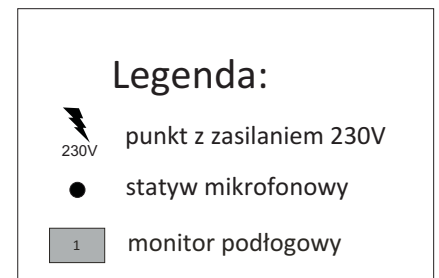 Legenda:
230V
punkt z zasilaniem 230V
statyw mikrofonowy
1
monitor podłogowy